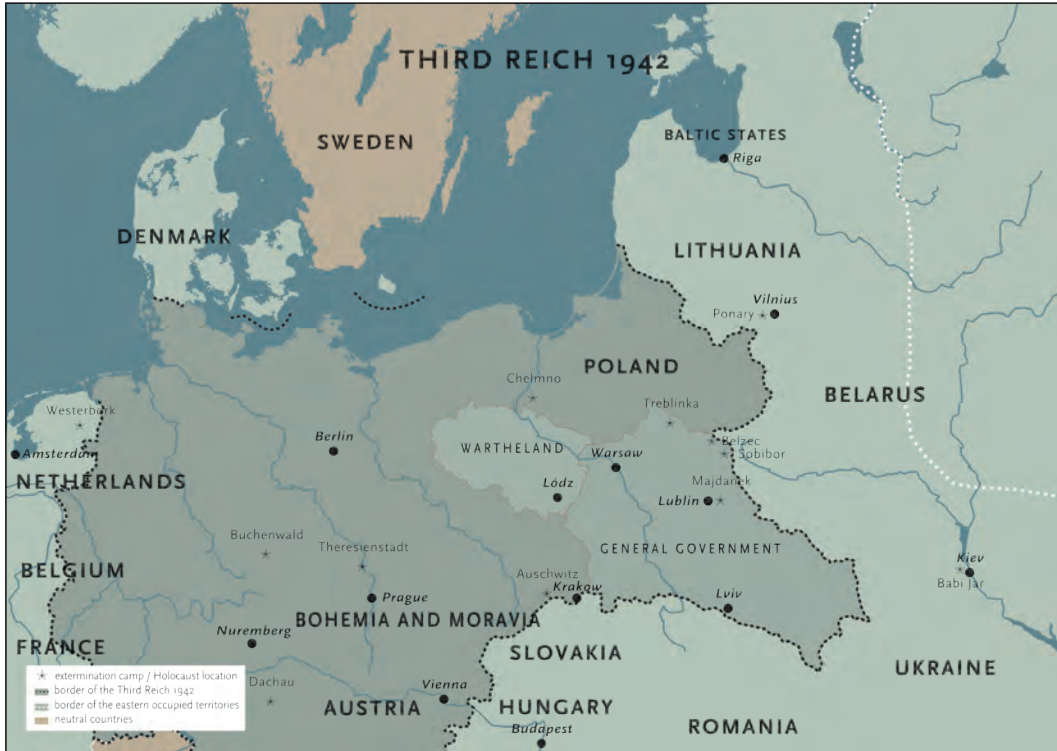 THIRD REICH 1942
SWEDEN
BALTIC STATES
Riga
DENMARK
LITHUANIA
Vilnius
Ponary
POLAND
Chelmno
BELARUS
Westerbork
Treblinka
Berlin
Belzec
WARTHELAND
Sobibor
Amsterdam
Warsaw
NETHERLANDS
Lódz
Majdanek
Lublin
Buchenwald
Theresienstadt
GENERAL GOVERNMENT
BELGIUM
Kiev
Babi Jar
Auschwitz
Prague
Krakow
Lviv
BOHEMIA AND MORAVIA
Nuremberg
FRANCE
SLOVAKIA
UKRAINE
extermination camp / Holocaust location
Dachau
Vienna
border of the Third Reich 1942
AUSTRIA
HUNGARY
border of the eastern occupied territories
neutral countries
Budapest
ROMANIA